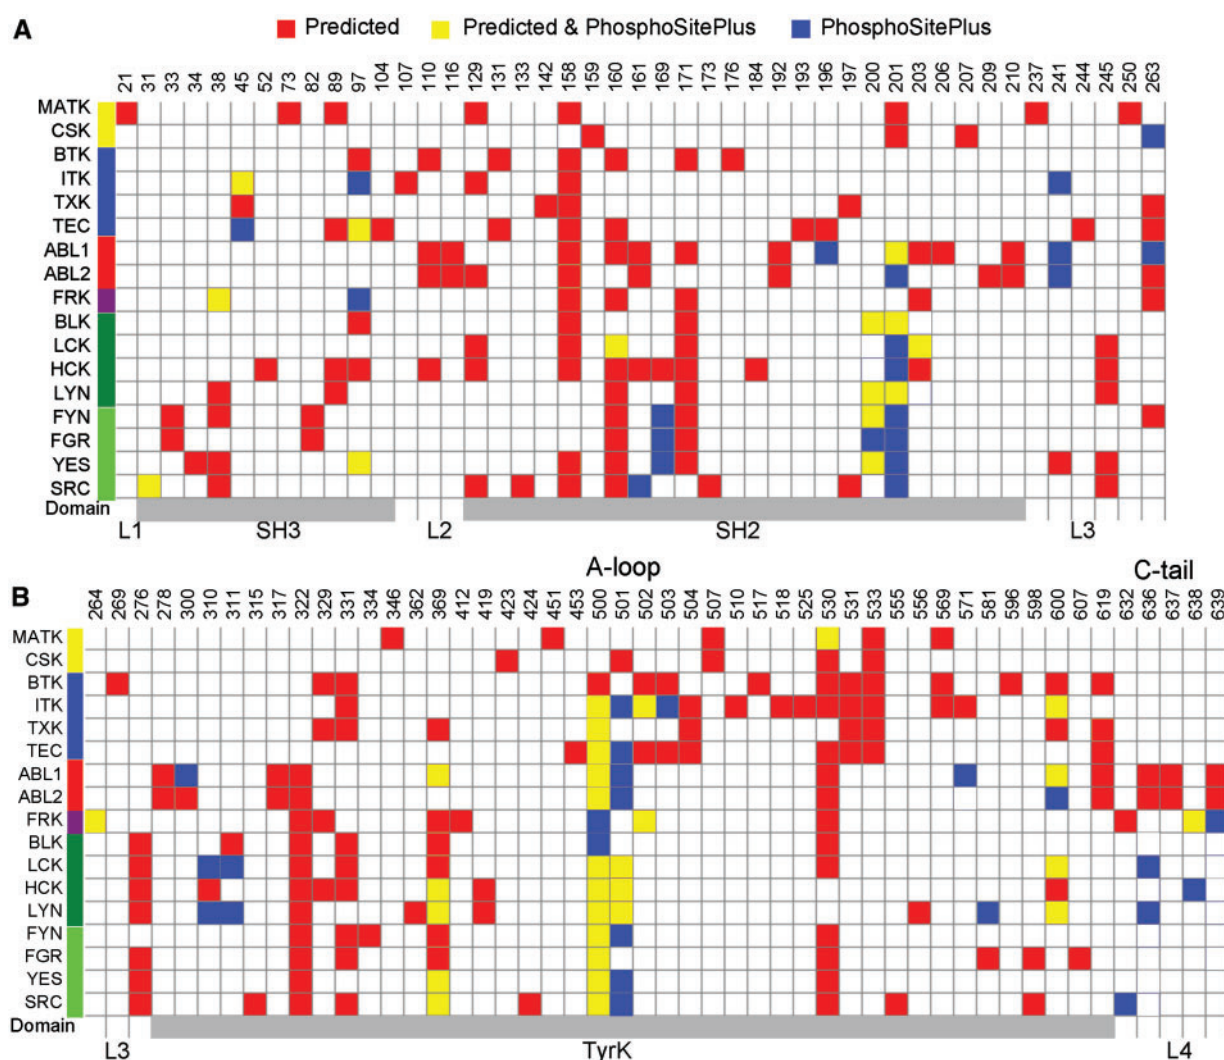 A
Predicted Predicted & PhosphoSitePlus PhosphoSitePlus
21 31 33 34 38 45 52 73 82 89 97 104 107 110 116 129 133 142 158 159 160 161 169 171 173 176 184 192 193 196 197 200 201 203 206 207 209 210 237 241 244 245 250 263
MATK
CSK
BTK
ITK
TXK
TEC
ABL1
ABL2
FRK
BLK
LCK
HCK
LYN
FYN
FGR
YES
SRC
Domain
L1 SH3 L2 SH2 L3
A-loop C-tail
B
264 269 276 278 300 310 311 315 317 322 329 331 334 346 362 369 412 419 423 424 451 453 500 501 502 503 504 507 510 517 518 525 530 531 533 555 556 569 571 581 596 598 600 607 619 632 636 637 638 639
MATK
CSK
BTK
ITK
TXK
TEC
ABL1
ABL2
FRK
BLK
LCK
HCK
LYN
FYN
FGR
YES
SRC
Domain
L3 TyrK L4